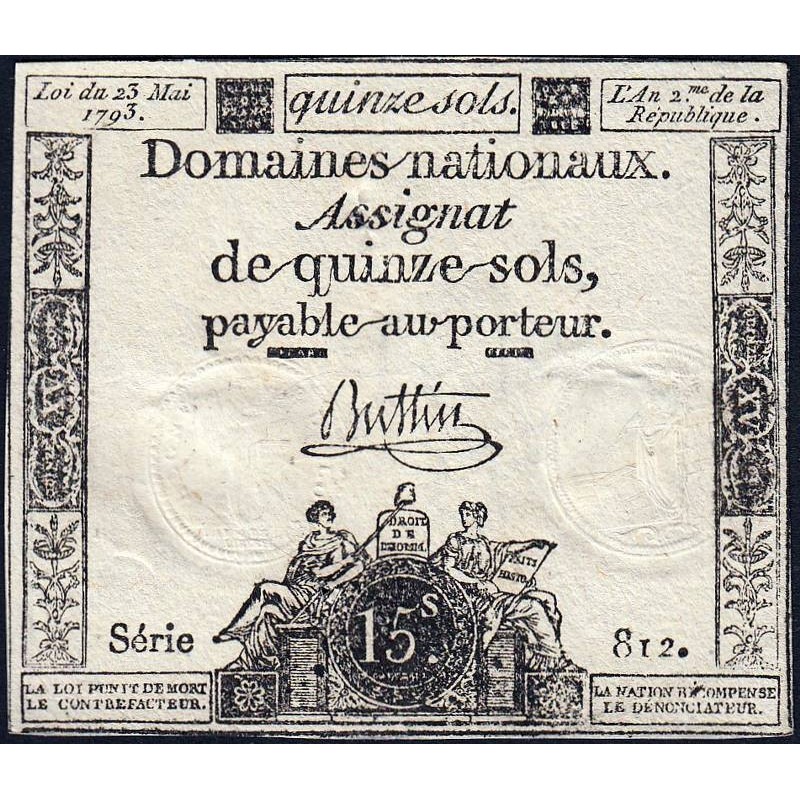 Loi du 23 Mai
1793.
quinze sols.
L'An 2.me de la
République.
Domaines nationaux.
Assignat
de quinze sols,
payable au porteur.
Buttin
DROIT
DE
L'HOMM.
15s.
Série
812.
LA LOI PUNIT DE MORT
LE CONTREFACTEUR.
LA NATION RÉCOMPENSE
LE DÉNONCIATEUR.